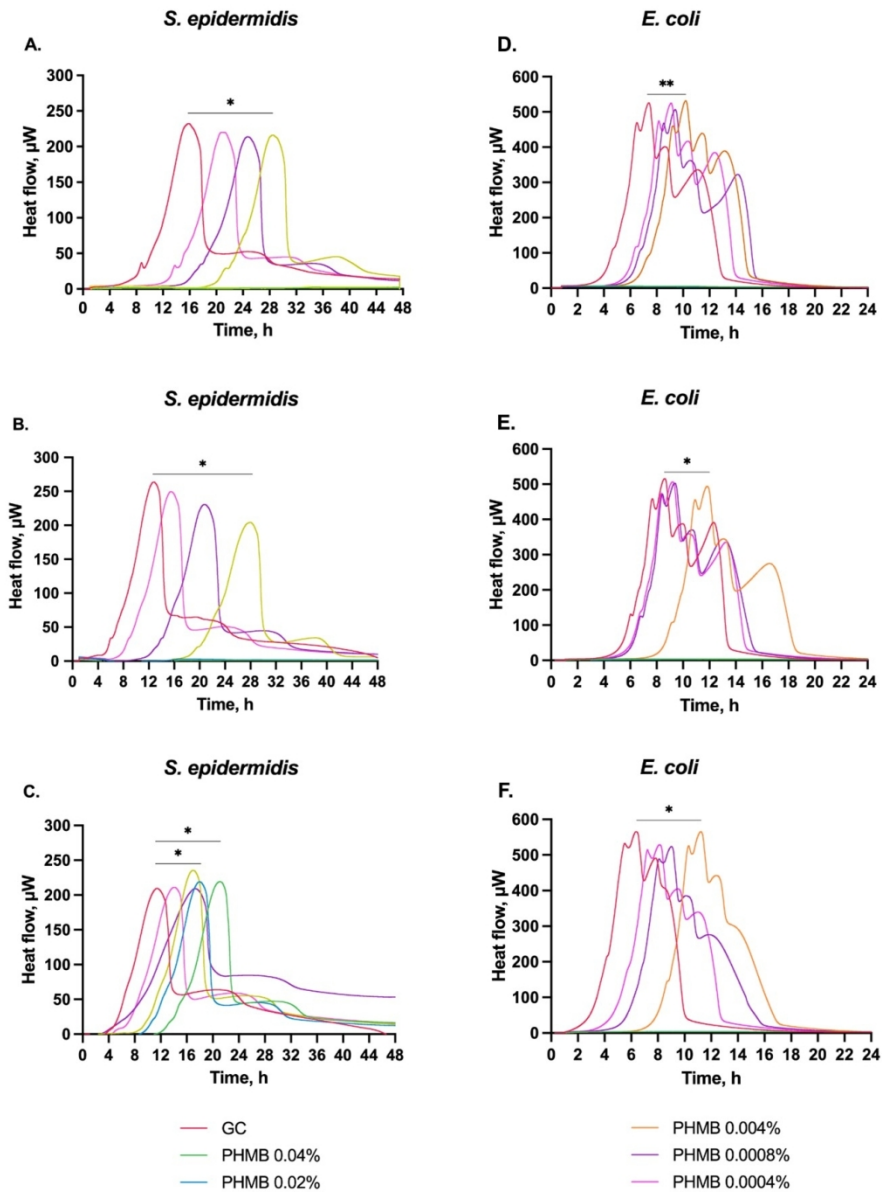 S. epidermidis
E. coli
A.
D.
*
**
Heat flow, µW
300
250
200
150
100
50
0
0 4 8 12 16 20 24 28 32 36 40 44 48
Time, h
Heat flow, µW
600
500
400
300
200
100
0
0 2 4 6 8 10 12 14 16 18 20 22 24
Time, h
S. epidermidis
E. coli
B.
E.
*
*
Heat flow, µW
300
250
200
150
100
50
0
0 4 8 12 16 20 24 28 32 36 40 44 48
Time, h
Heat flow, µW
600
500
400
300
200
100
0
0 2 4 6 8 10 12 14 16 18 20 22 24
Time, h
S. epidermidis
E. coli
C.
F.
*
*
*
Heat flow, µW
300
250
200
150
100
50
0
0 4 8 12 16 20 24 28 32 36 40 44 48
Time, h
Heat flow, µW
600
500
400
300
200
100
0
0 2 4 6 8 10 12 14 16 18 20 22 24
Time, h
GC
PHMB 0.04%
PHMB 0.02%
PHMB 0.004%
PHMB 0.0008%
PHMB 0.0004%